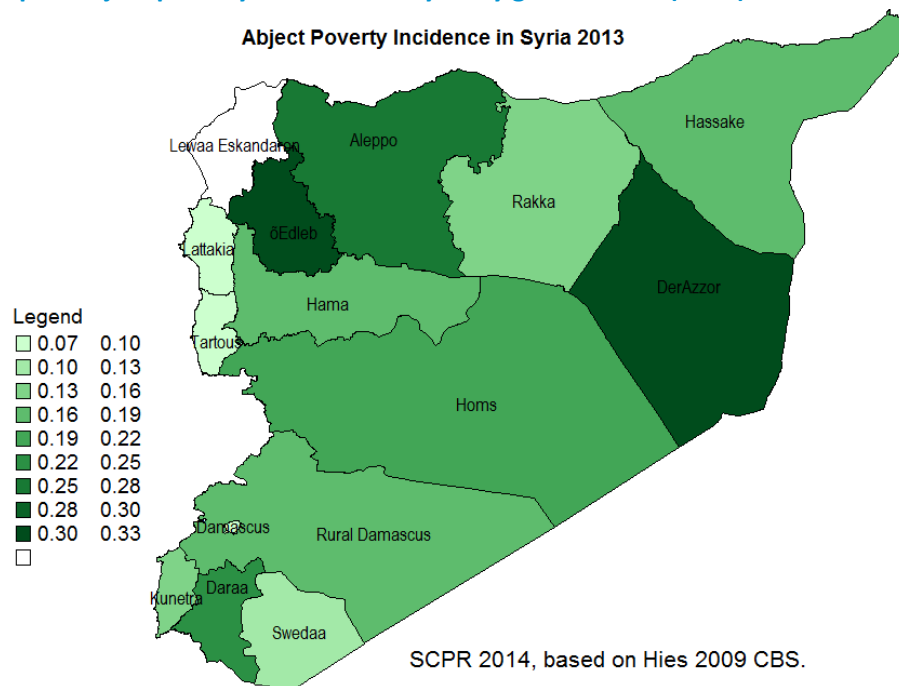 Abject Poverty Incidence in Syria 2013
Hassake
Aleppo
Lewaa Eskandaron
Rakka
õEdleb
Lattakia
DerAzzor
Hama
Tartous
Homs
Legend
0.07 0.10
0.10 0.13
0.13 0.16
0.16 0.19
0.19 0.22
0.22 0.25
0.25 0.28
0.28 0.30
0.30 0.33
Damascus
Rural Damascus
Daraa
Kunetra
Swedaa
SCPR 2014, based on Hies 2009 CBS.